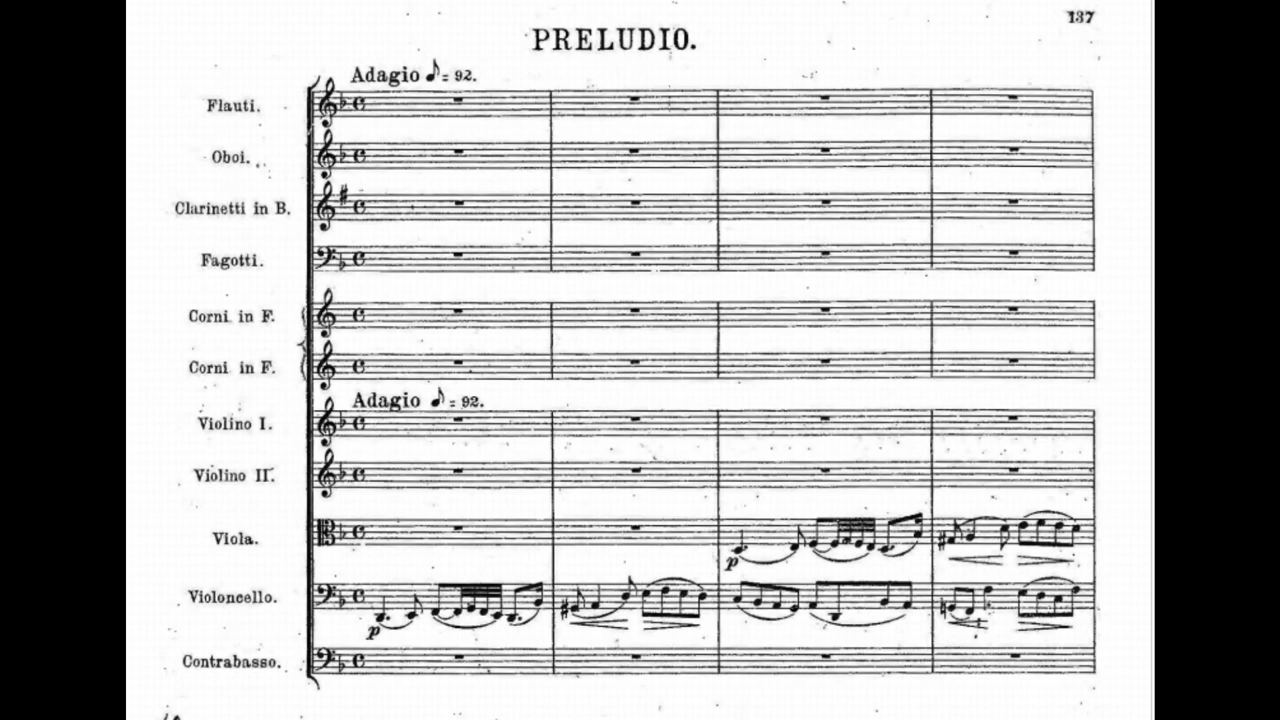 137
PRELUDIO.
Adagio ♪= 92.
Flauti.
Oboi.
Clarinetti in B.
Fagotti.
Corni in F.
Corni in F.
Adagio ♪= 92.
Violino I.
Violino II.
Viola.
p
Violoncello.
p
Contrabasso.